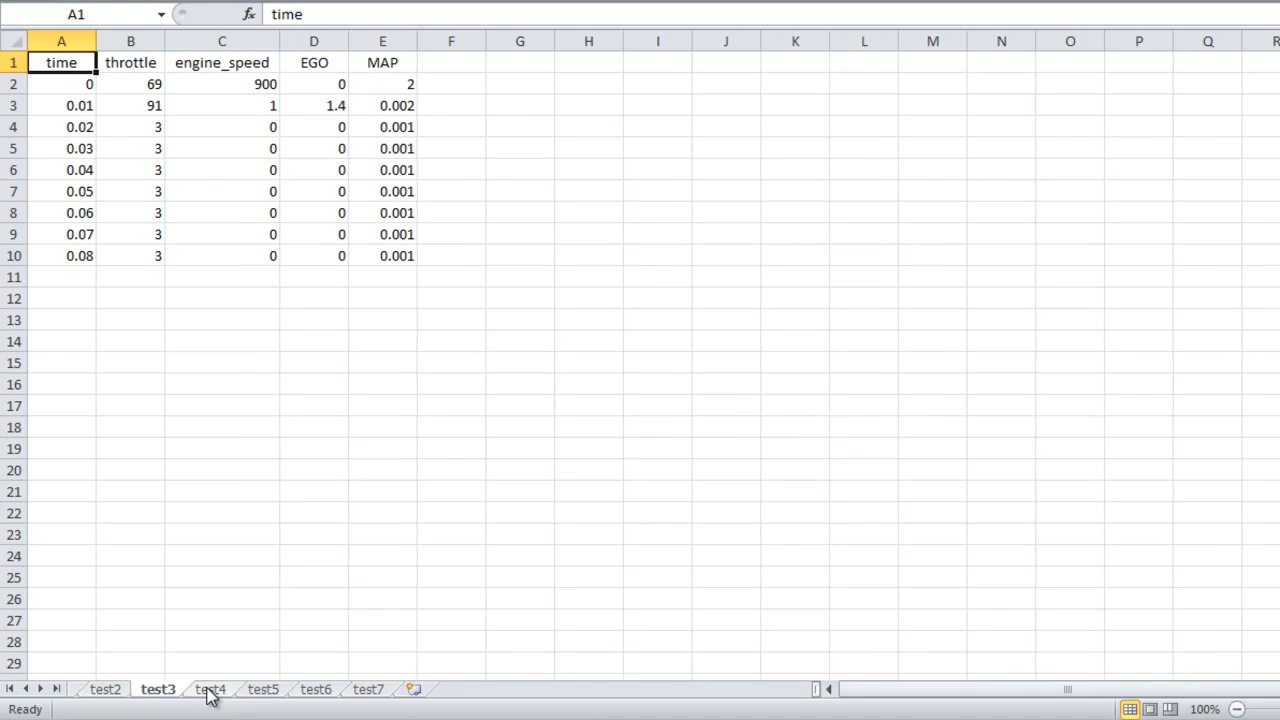 A1 fx time
A B C D E F G H I J K L M N O P Q R
1 time throttle engine_speed EGO MAP
2 0 69 900 0 2
3 0.01 91 1 1.4 0.002
4 0.02 3 0 0 0.001
5 0.03 3 0 0 0.001
6 0.04 3 0 0 0.001
7 0.05 3 0 0 0.001
8 0.06 3 0 0 0.001
9 0.07 3 0 0 0.001
10 0.08 3 0 0 0.001
11
12
13
14
15
16
17
18
19
20
21
22
23
24
25
26
27
28
29
test2 test3 test4 test5 test6 test7
Ready 100%